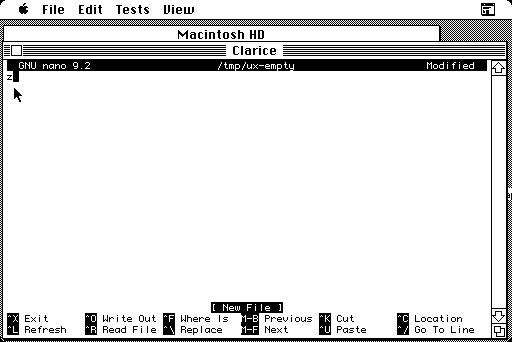 File Edit Tests View
Macintosh HD
Clarice
GNU nano 9.2 /tmp/ux-empty Modified
z
[ New File ]
^X Exit ^O Write Out ^F Where Is M-B Previous ^K Cut ^C Location
^L Refresh ^R Read File ^\ Replace M-F Next ^U Paste ^/ Go To Line